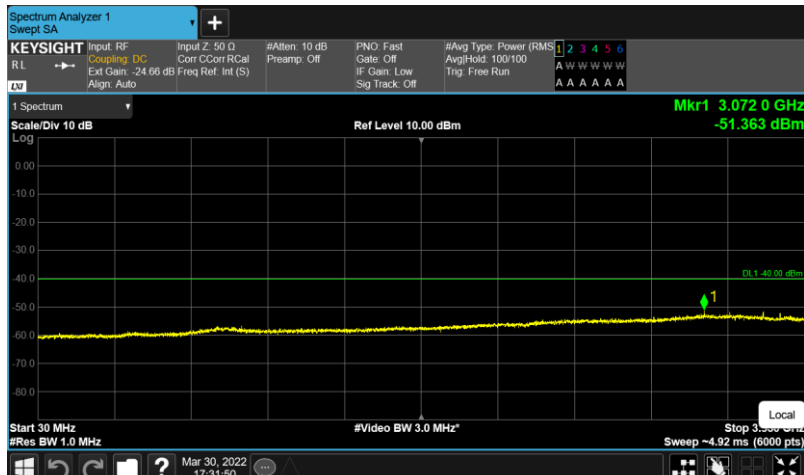 Spectrum Analyzer 1
Swept SA
+
KEYSIGHT
RL
LXI
Input: RF
Coupling: DC
Ext Gain: -24.66 dB
Align: Auto
Input Z: 50 Ω
Corr CCorr RCal
Freq Ref: Int (S)
#Atten: 10 dB
Preamp: Off
PNO: Fast
Gate: Off
IF Gain: Low
Sig Track: Off
#Avg Type: Power (RMS
Avg|Hold: 100/100
Trig: Free Run
1 2 3 4 5 6
A W W W W W
A A A A A A
1 Spectrum
Scale/Div 10 dB
Log
Ref Level 10.00 dBm
Mkr1 3.072 0 GHz
-51.363 dBm
0.00
-10.0
-20.0
-30.0
-40.0
-50.0
-60.0
-70.0
-80.0
DL1 -40.00 dBm
1
Local
Start 30 MHz
#Res BW 1.0 MHz
#Video BW 3.0 MHz*
Stop
Sweep ~4.92 ms (6000 pts)
?
Mar 30, 2022
17:31:50